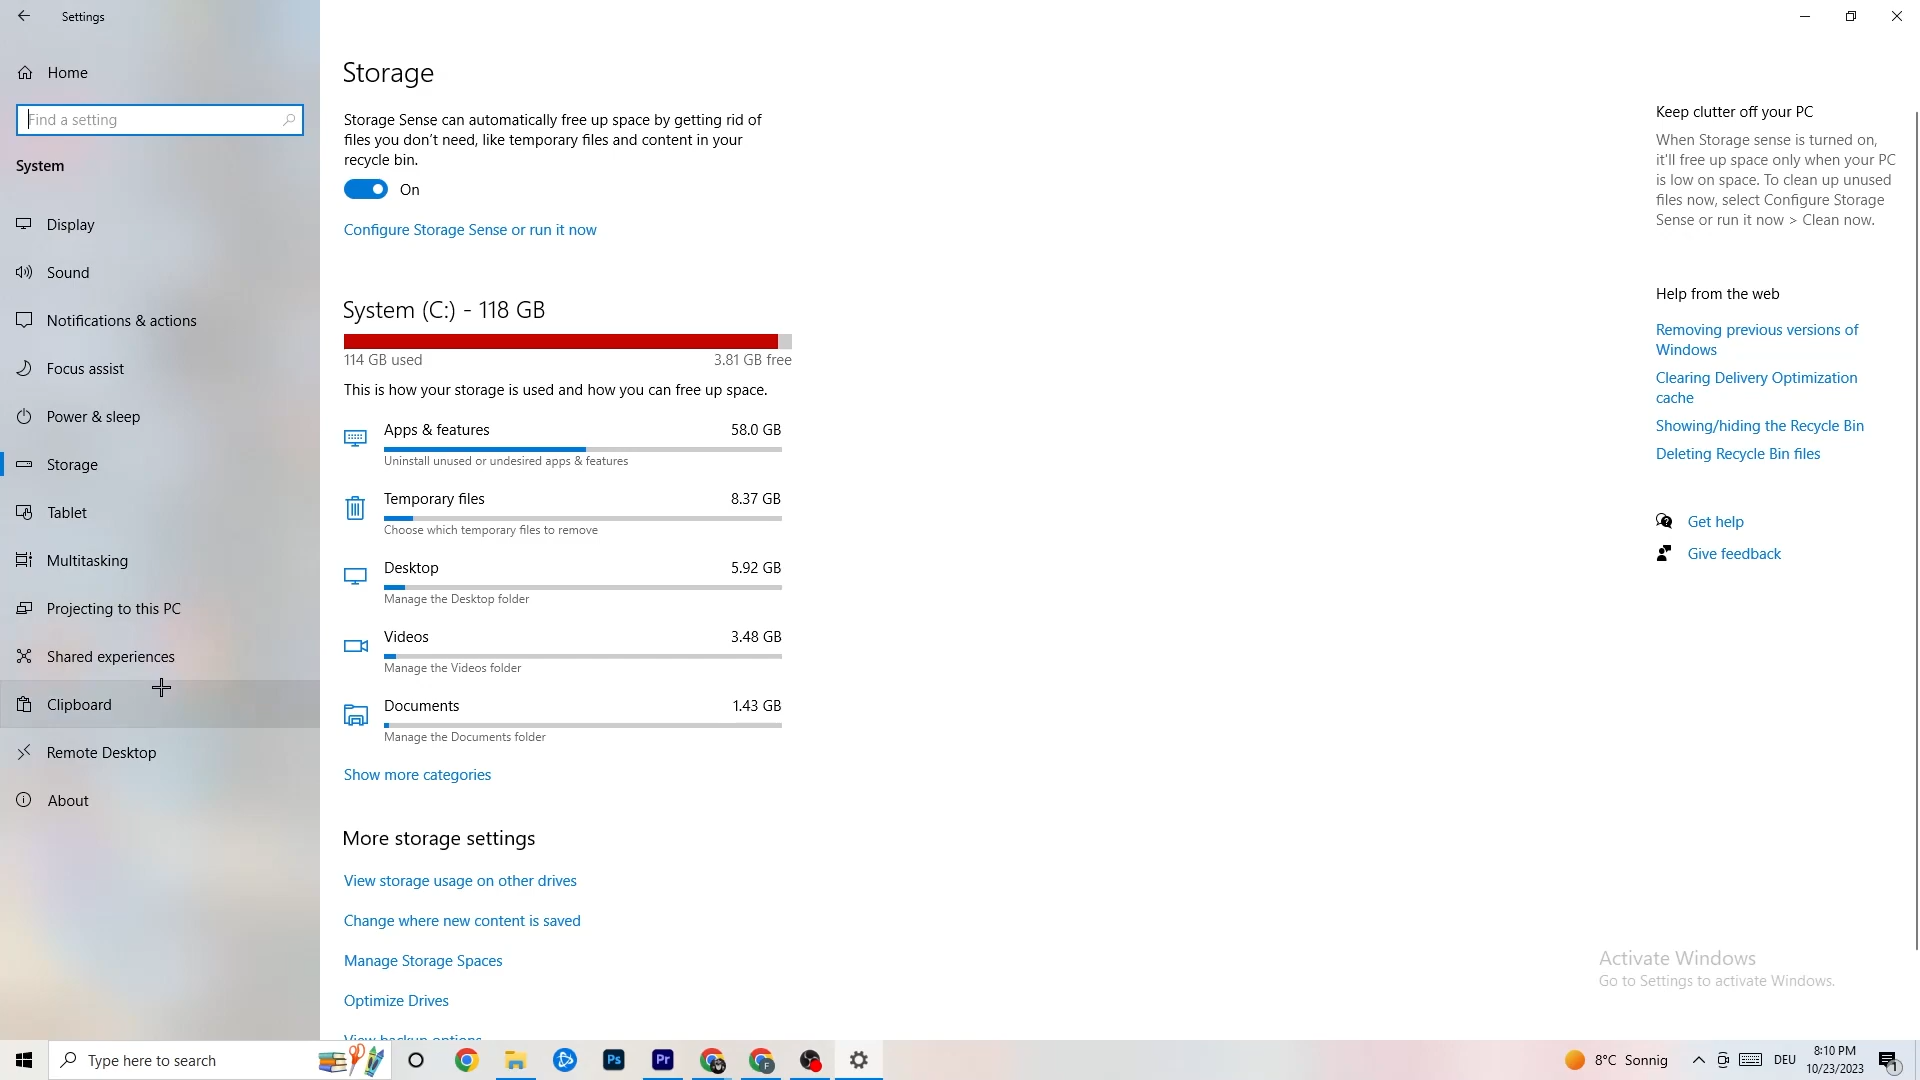 Settings
Home
Find a setting
System
Display
Sound
Notifications & actions
Focus assist
Power & sleep
Storage
Tablet
Multitasking
Projecting to this PC
Shared experiences
Clipboard
Remote Desktop
About
Storage
Storage Sense can automatically free up space by getting rid of
files you don't need, like temporary files and content in your
recycle bin.
On
Configure Storage Sense or run it now
System (C:) - 118 GB
114 GB used 3.81 GB free
This is how your storage is used and how you can free up space.
Apps & features 58.0 GB
Uninstall unused or undesired apps & features
Temporary files 8.37 GB
Choose which temporary files to remove
Desktop 5.92 GB
Manage the Desktop folder
Videos 3.48 GB
Manage the Videos folder
Documents 1.43 GB
Manage the Documents folder
Show more categories
More storage settings
View storage usage on other drives
Change where new content is saved
Manage Storage Spaces
Optimize Drives
View backup options
Keep clutter off your PC
When Storage sense is turned on,
it'll free up space only when your PC
is low on space. To clean up unused
files now, select Configure Storage
Sense or run it now > Clean now.
Help from the web
Removing previous versions of
Windows
Clearing Delivery Optimization
cache
Showing/hiding the Recycle Bin
Deleting Recycle Bin files
Get help
Give feedback
Activate Windows
Go to Settings to activate Windows.
Type here to search
Ps
Pr
F
8°C Sonnig
DEU
8:10 PM
10/23/2023
1